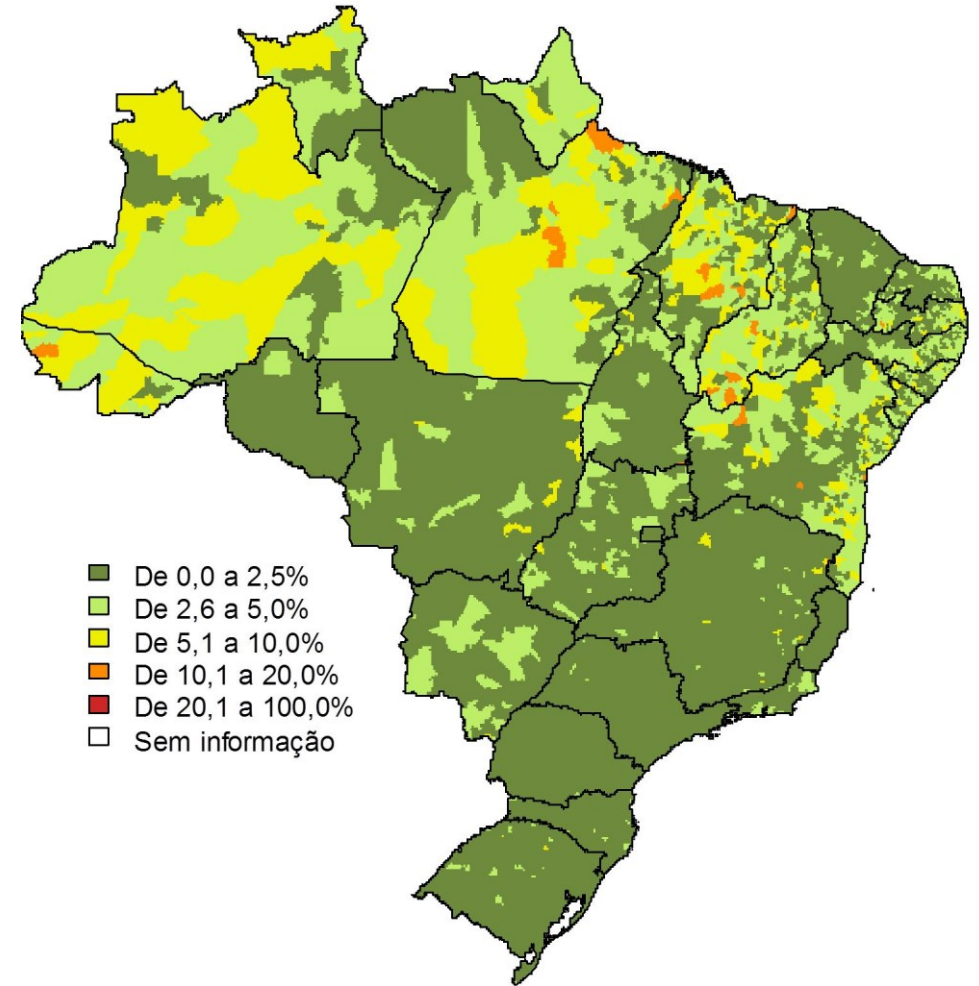 De 0,0 a 2,5%
De 2,6 a 5,0%
De 5,1 a 10,0%
De 10,1 a 20,0%
De 20,1 a 100,0%
Sem informação